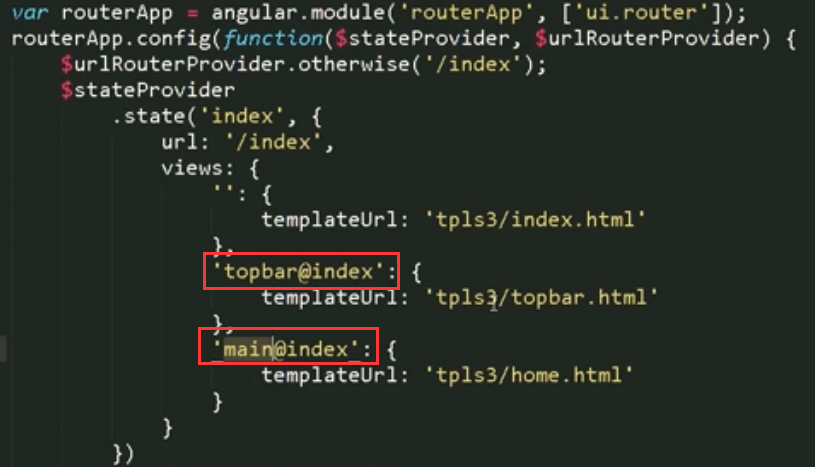 var routerApp = angular.module('routerApp', ['ui.router']);
routerApp.config(function($stateProvider, $urlRouterProvider) {
    $urlRouterProvider.otherwise('/index');
    $stateProvider
        .state('index', {
            url: '/index',
            views: {
                '': {
                    templateUrl: 'tpls3/index.html'
                },
                'topbar@index': {
                    templateUrl: 'tpls3/topbar.html'
                },
                'main@index': {
                    templateUrl: 'tpls3/home.html'
                }
            }
        })